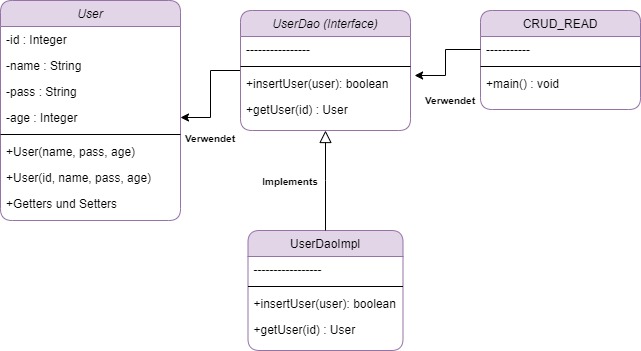 User
-id : Integer
-name : String
-pass : String
-age : Integer
+User(name, pass, age)
+User(id, name, pass, age)
+Getters und Setters
Verwendet
UserDao (Interface)
----------------
+insertUser(user): boolean
+getUser(id) : User
Verwendet
CRUD_READ
-----------
+main() : void
Implements
UserDaoImpl
-----------------
+insertUser(user): boolean
+getUser(id) : User